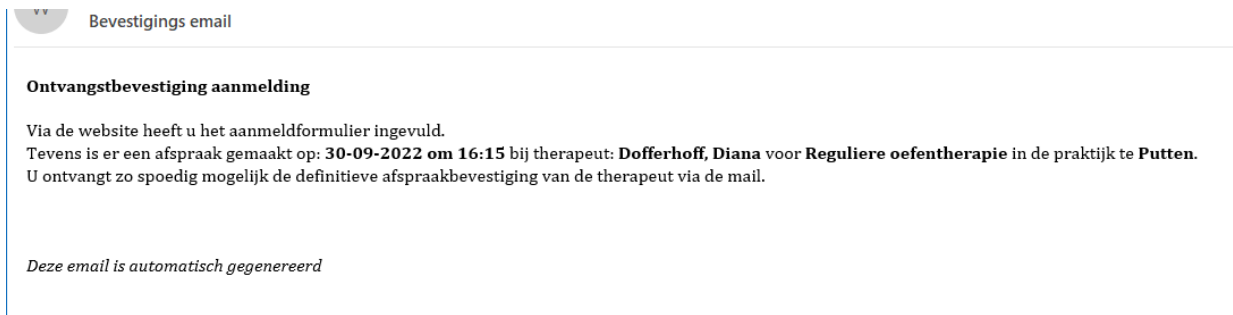 Bevestigings email
Ontvangstbevestiging aanmelding
Via de website heeft u het aanmeldformulier ingevuld.
Tevens is er een afspraak gemaakt op: 30-09-2022 om 16:15 bij therapeut: Dofferhoff, Diana voor Reguliere oefentherapie in de praktijk te Putten.
U ontvangt zo spoedig mogelijk de definitieve afspraakbevestiging van de therapeut via de mail.
Deze email is automatisch gegenereerd